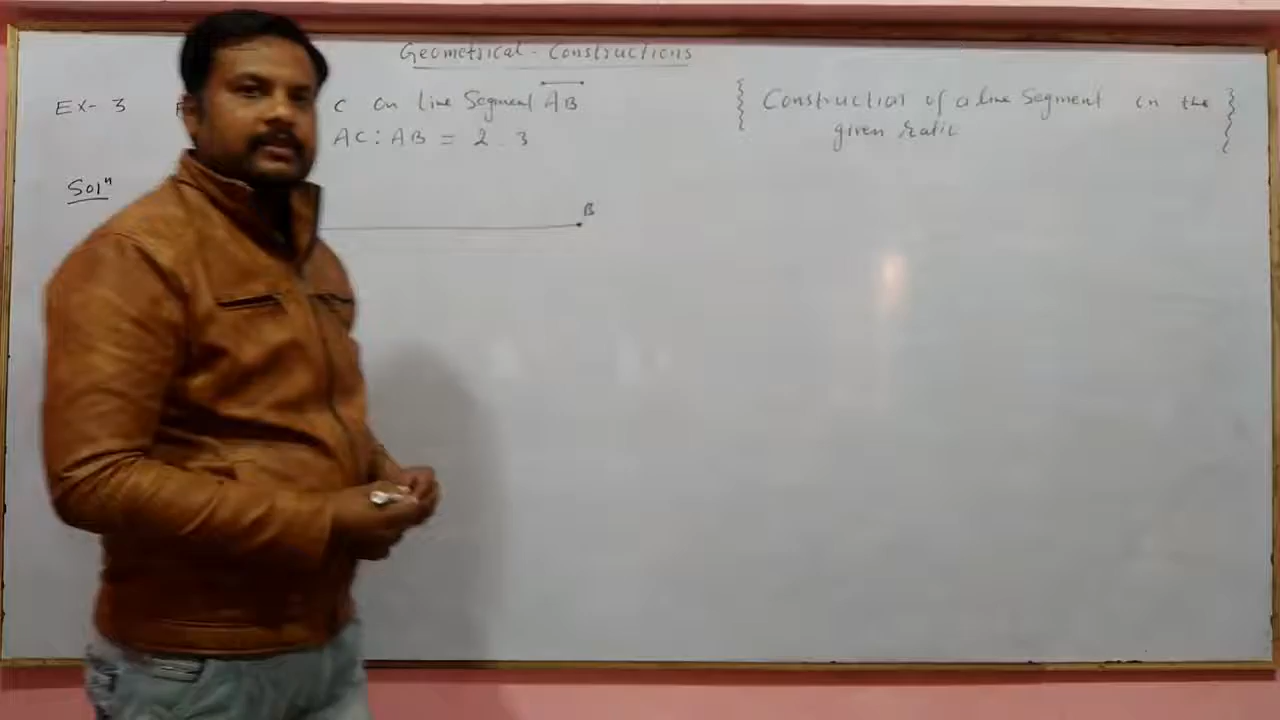 Geometrical - Constructions
EX- 3 C on line Segment AB
AC : AB = 2 3
{ Construction of a line Segment in the }
given ratio
Solⁿ
B